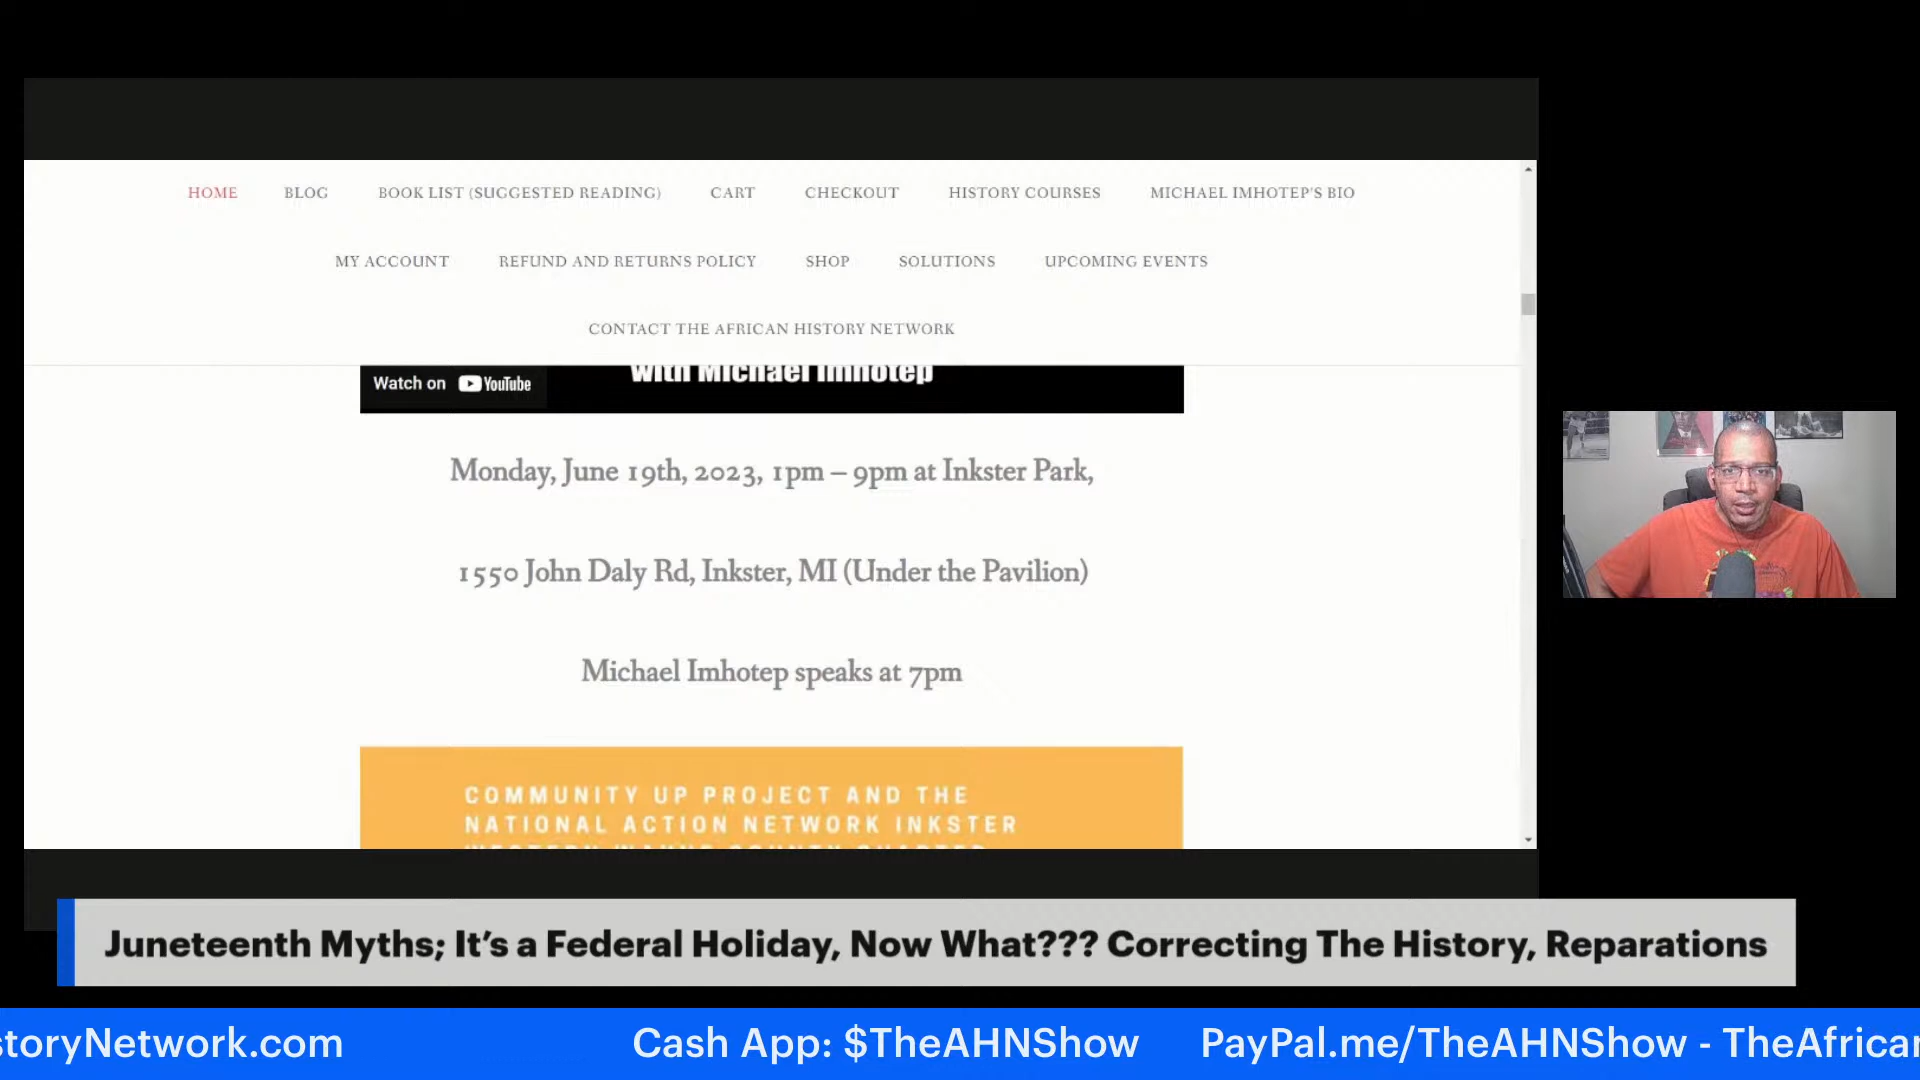 HOME BLOG BOOK LIST (SUGGESTED READING) CART CHECKOUT HISTORY COURSES MICHAEL IMHOTEP'S BIO
MY ACCOUNT REFUND AND RETURNS POLICY SHOP SOLUTIONS UPCOMING EVENTS
CONTACT THE AFRICAN HISTORY NETWORK
with Michael Imhotep
Watch on YouTube
Monday, June 19th, 2023, 1pm – 9pm at Inkster Park,
1550 John Daly Rd, Inkster, MI (Under the Pavilion)
Michael Imhotep speaks at 7pm
COMMUNITY UP PROJECT AND THE
NATIONAL ACTION NETWORK INKSTER
WESTERN WAYNE COUNTY CHAPTER
Juneteenth Myths; It's a Federal Holiday, Now What??? Correcting The History, Reparations
storyNetwork.com Cash App: $TheAHNShow PayPal.me/TheAHNShow - TheAfrican